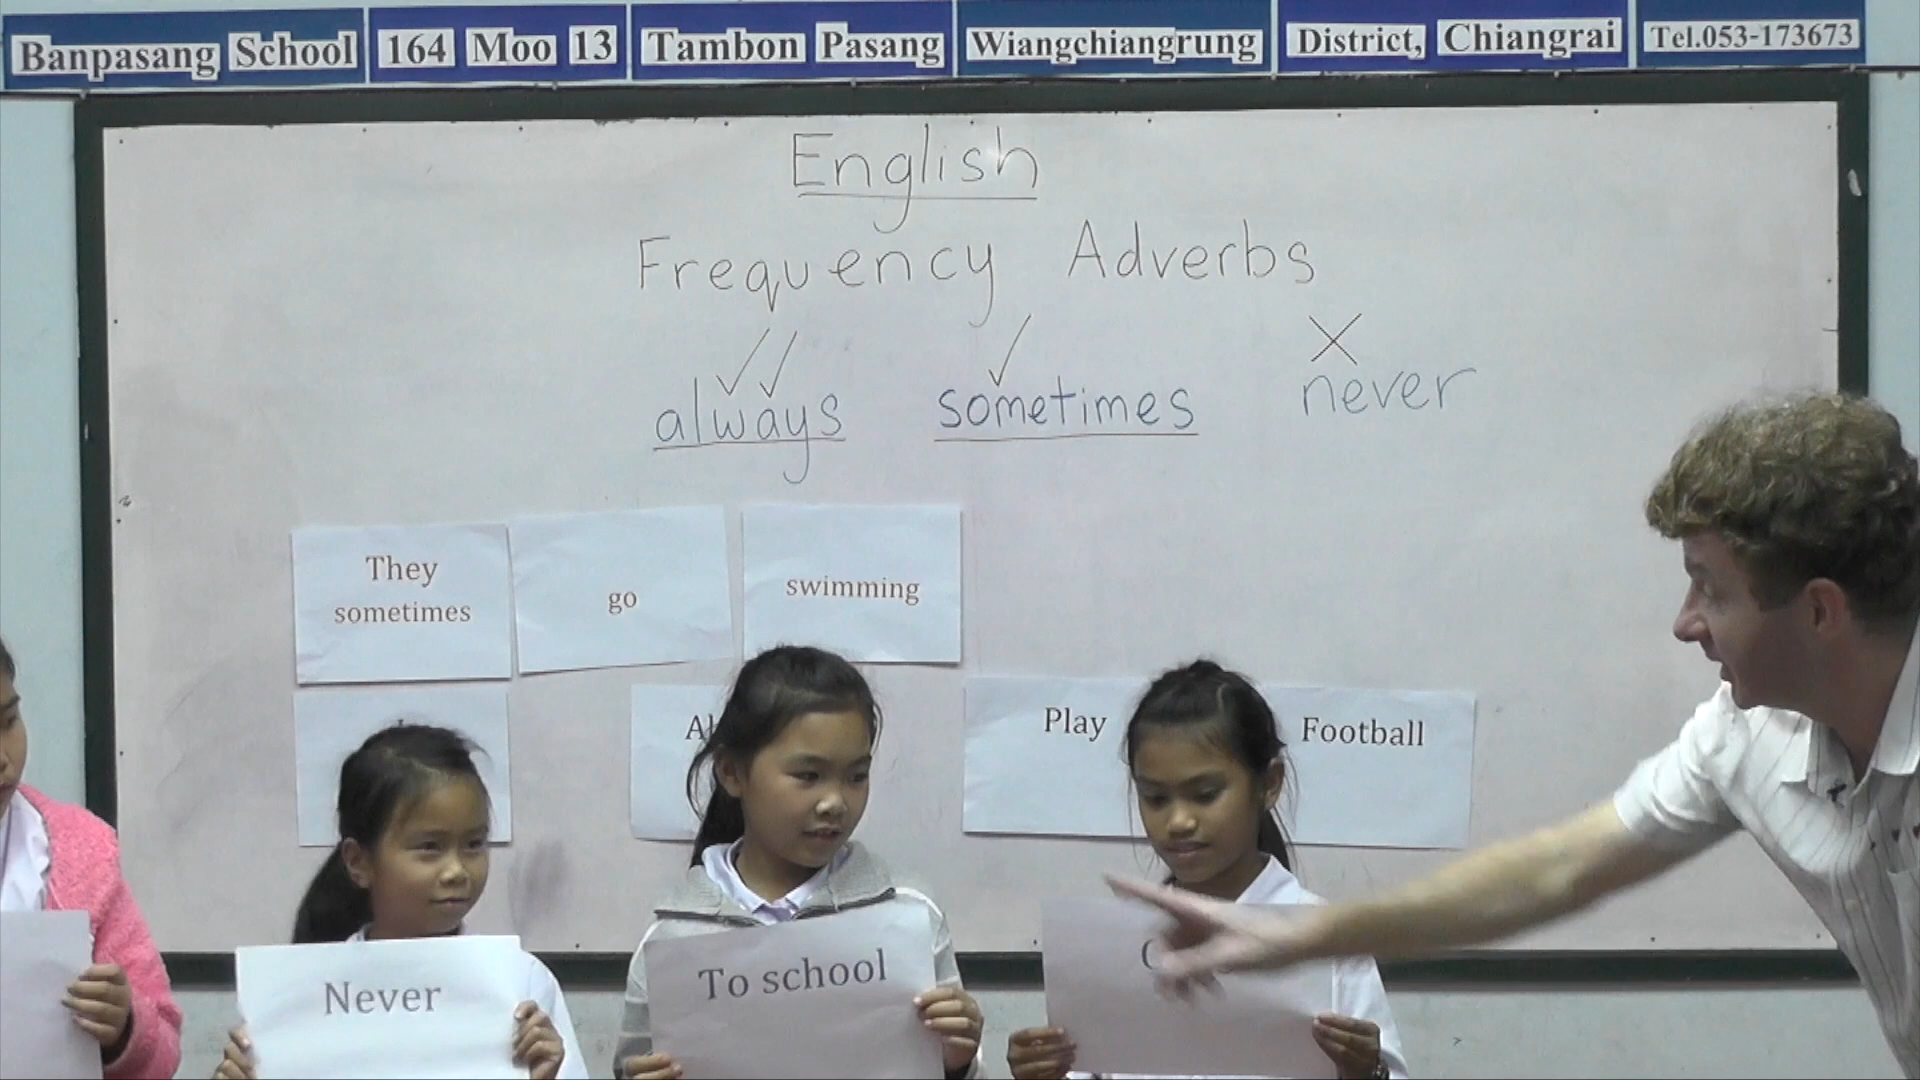 Banpasang School 164 Moo 13 Tambon Pasang Wiangchiangrung District, Chiangrai Tel.053-173673
English
Frequency Adverbs
always sometimes never
They
sometimes
go
swimming
Play
Football
Never
To school